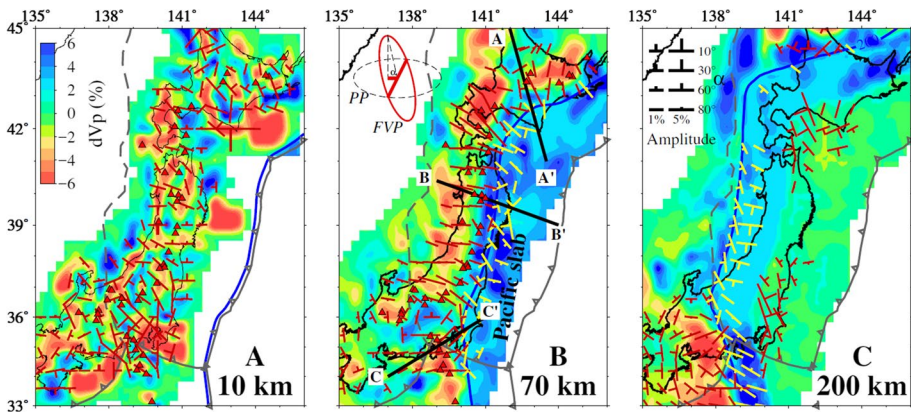 135° 138° 141° 144°
135° 138° 141° 144°
135° 138° 141° 144°
45°
42°
39°
36°
33°
6
4
2
0
-2
-4
-6
dVp (%)
A
10 km
A
α
PP
FVP
A'
B
B'
C'
C
Pacific slab
B
70 km
10°
30°
60°
80°
α
1% 5%
Amplitude
C
200 km